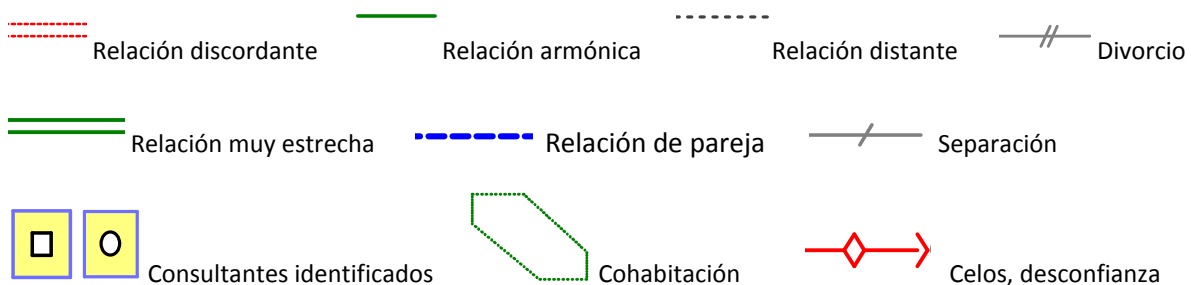 Relación discordante Relación armónica Relación distante Divorcio
Relación muy estrecha Relación de pareja Separación
Consultantes identificados Cohabitación Celos, desconfianza